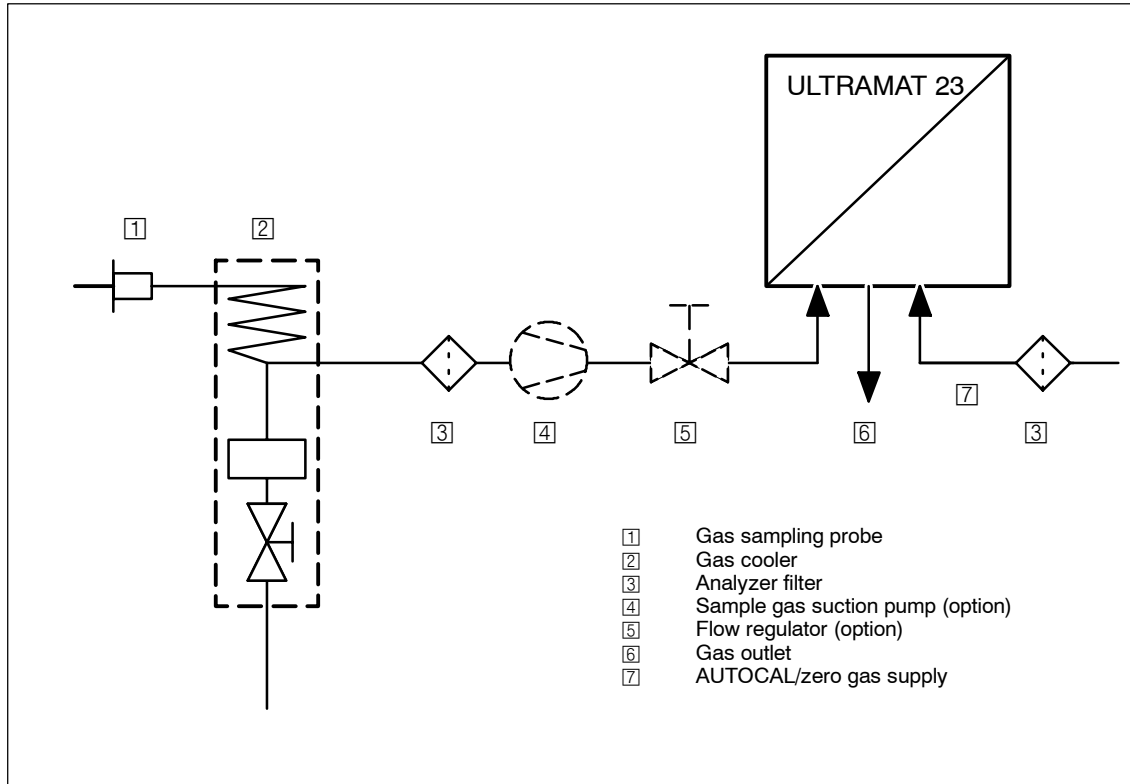 ULTRAMAT 23
1 2
3 4 5 6 7 3
1 Gas sampling probe
2 Gas cooler
3 Analyzer filter
4 Sample gas suction pump (option)
5 Flow regulator (option)
6 Gas outlet
7 AUTOCAL/zero gas supply